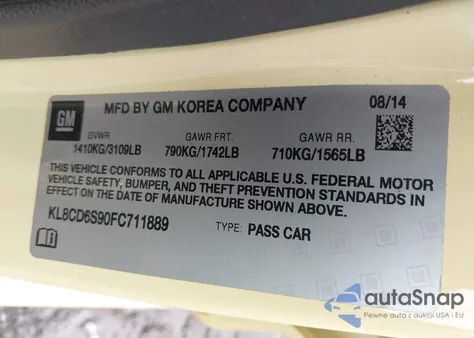 GM MFD BY GM KOREA COMPANY 08/14
GVWR GAWR FRT. GAWR RR.
1410KG/3109LB 790KG/1742LB 710KG/1565LB
THIS VEHICLE CONFORMS TO ALL APPLICABLE U.S. FEDERAL MOTOR
VEHICLE SAFETY, BUMPER, AND THEFT PREVENTION STANDARDS IN
EFFECT ON THE DATE OF MANUFACTURE SHOWN ABOVE.
KL8CD6S90FC711889 TYPE: PASS CAR
autoSnap
Pewne auta z aukcji USA i EU